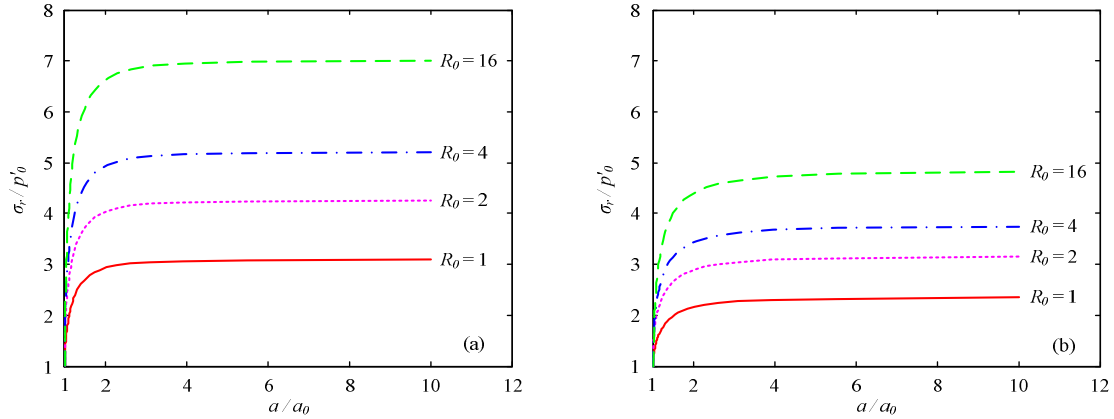 8
7
6
5
4
3
2
1
σr / p′0
R0 = 16
R0 = 4
R0 = 2
R0 = 1
(a)
1 2 4 6 8 10 12
a / a0
8
7
6
5
4
3
2
1
σr / p′0
R0 = 16
R0 = 4
R0 = 2
R0 = 1
(b)
1 2 4 6 8 10 12
a / a0